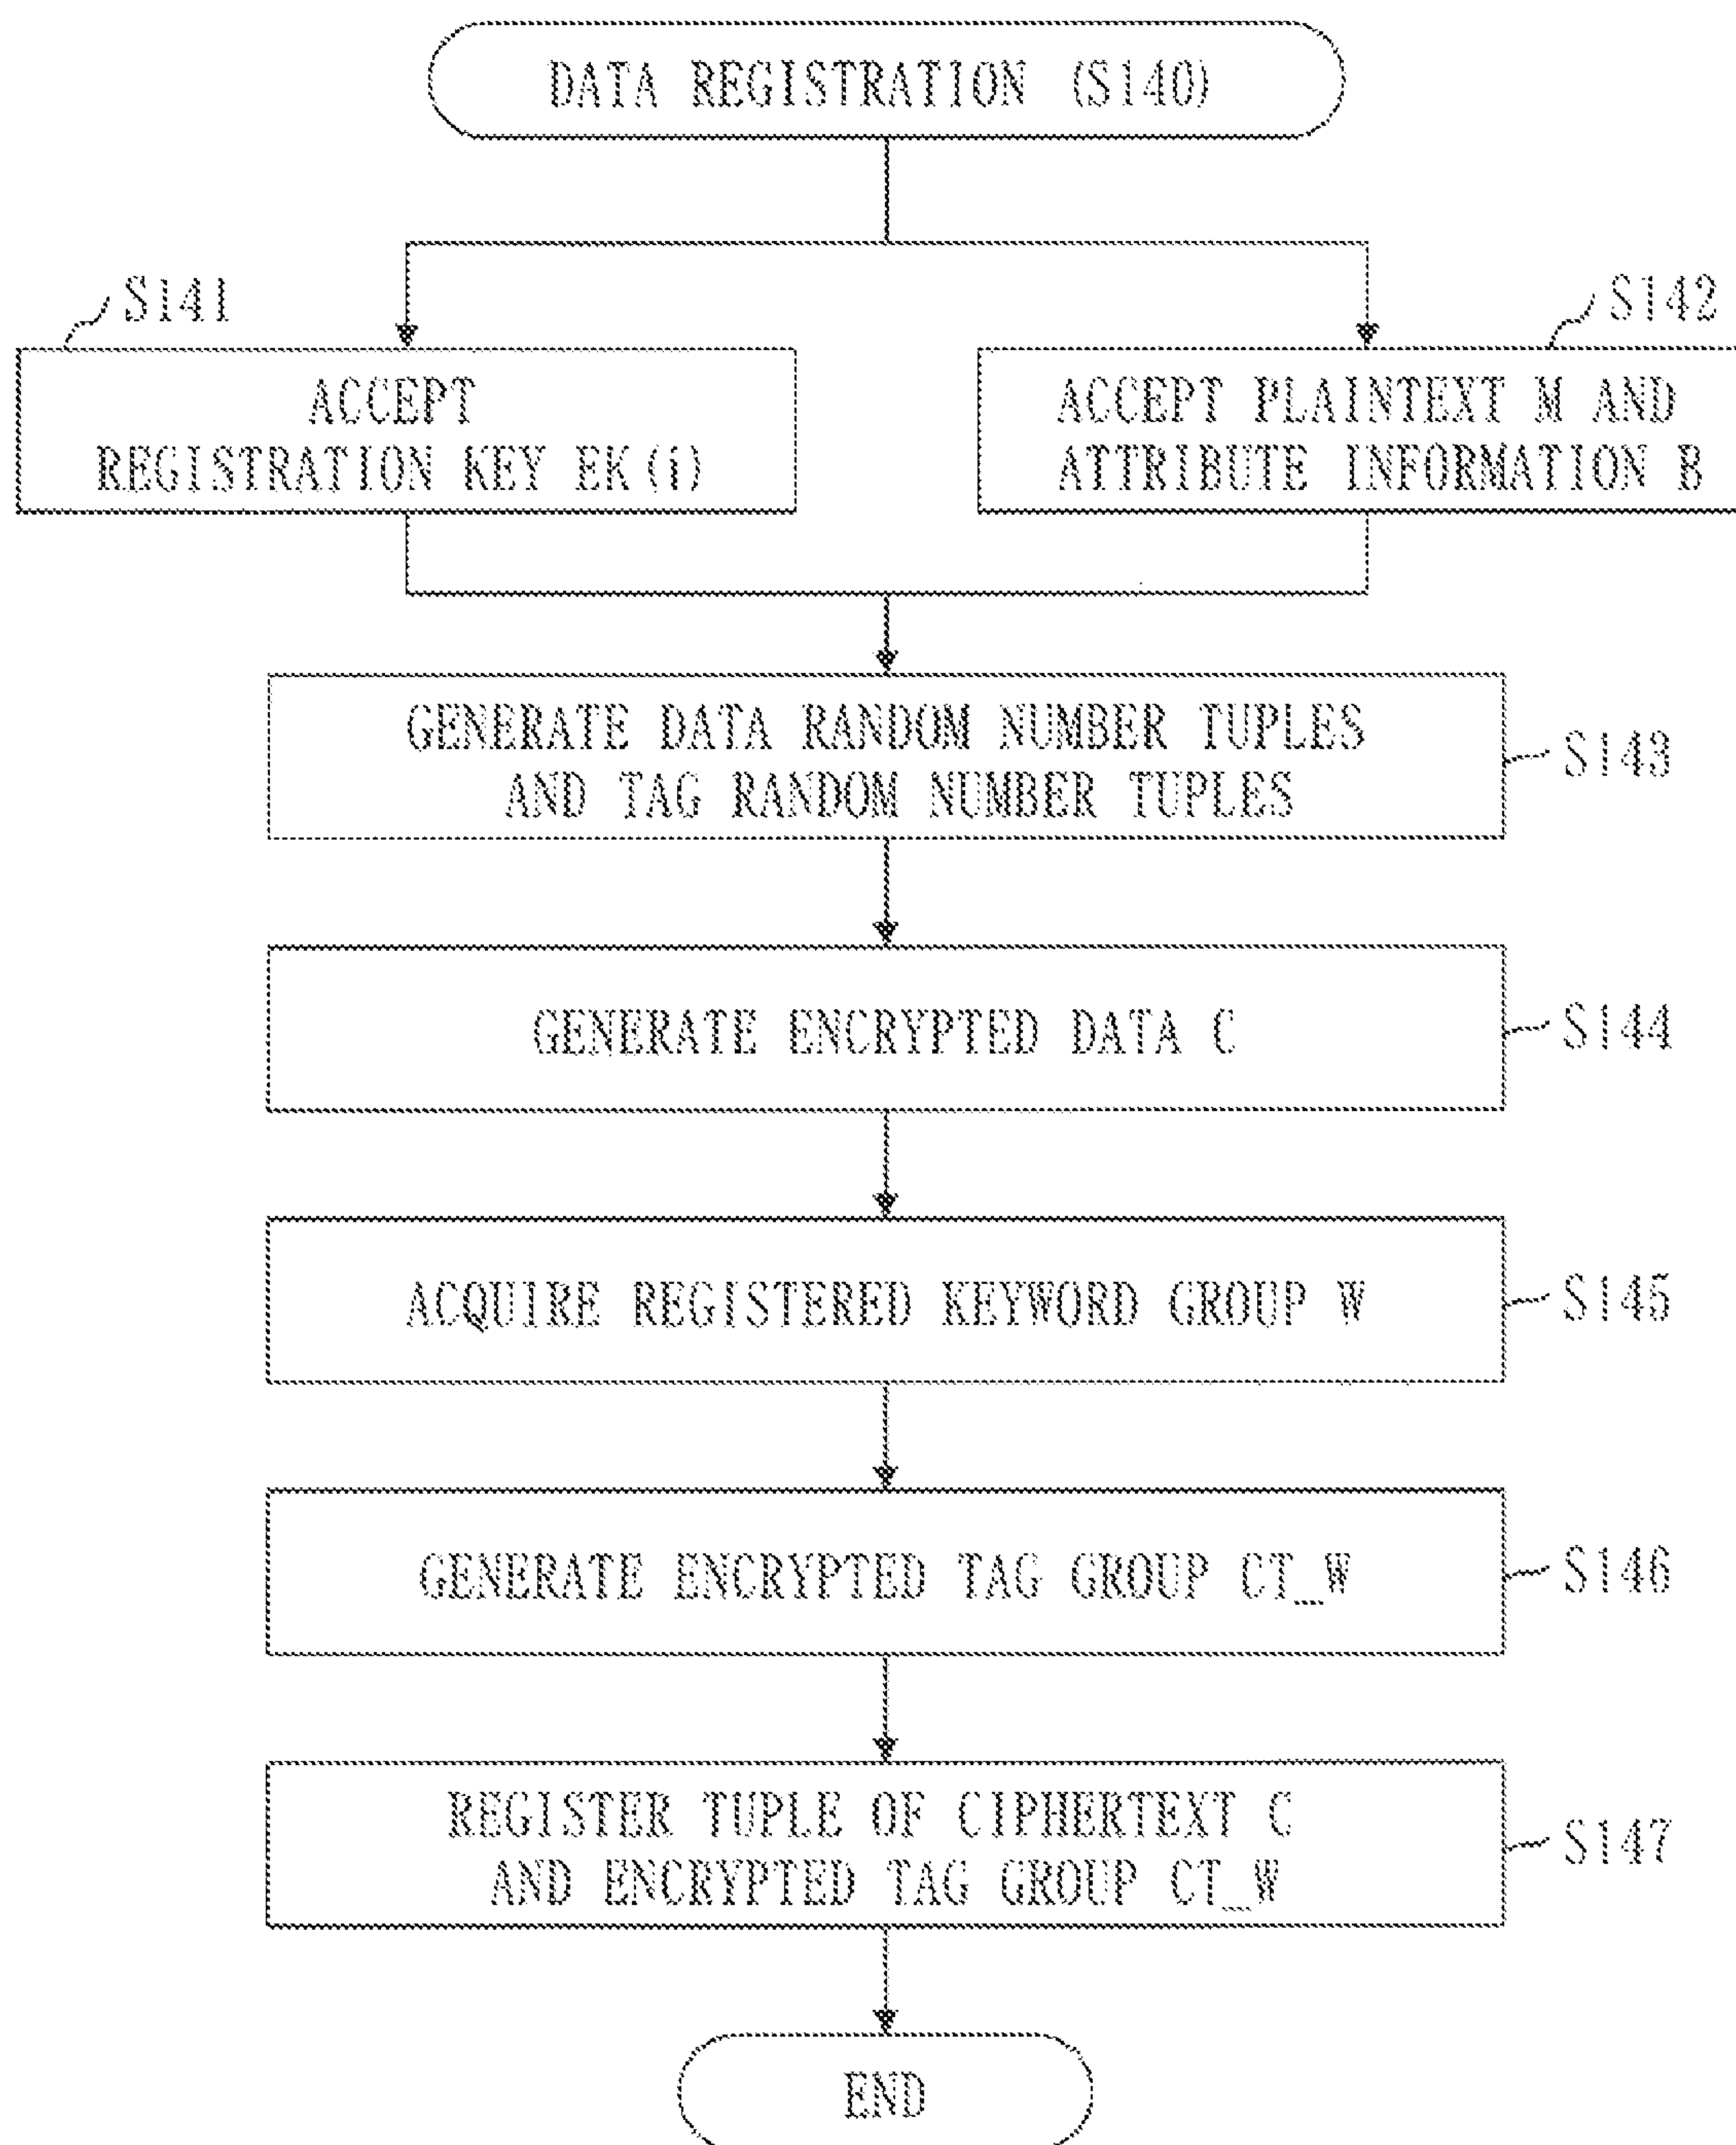 DATA REGISTRATION (S140)
S141
S142
ACCEPT
REGISTRATION KEY EK(i)
ACCEPT PLAINTEXT M AND
ATTRIBUTE INFORMATION B
GENERATE DATA RANDOM NUMBER TUPLES
AND TAG RANDOM NUMBER TUPLES
S143
GENERATE ENCRYPTED DATA C
S144
ACQUIRE REGISTERED KEYWORD GROUP W
S145
GENERATE ENCRYPTED TAG GROUP CT_W
S146
REGISTER TUPLE OF CIPHERTEXT C
AND ENCRYPTED TAG GROUP CT_W
S147
END